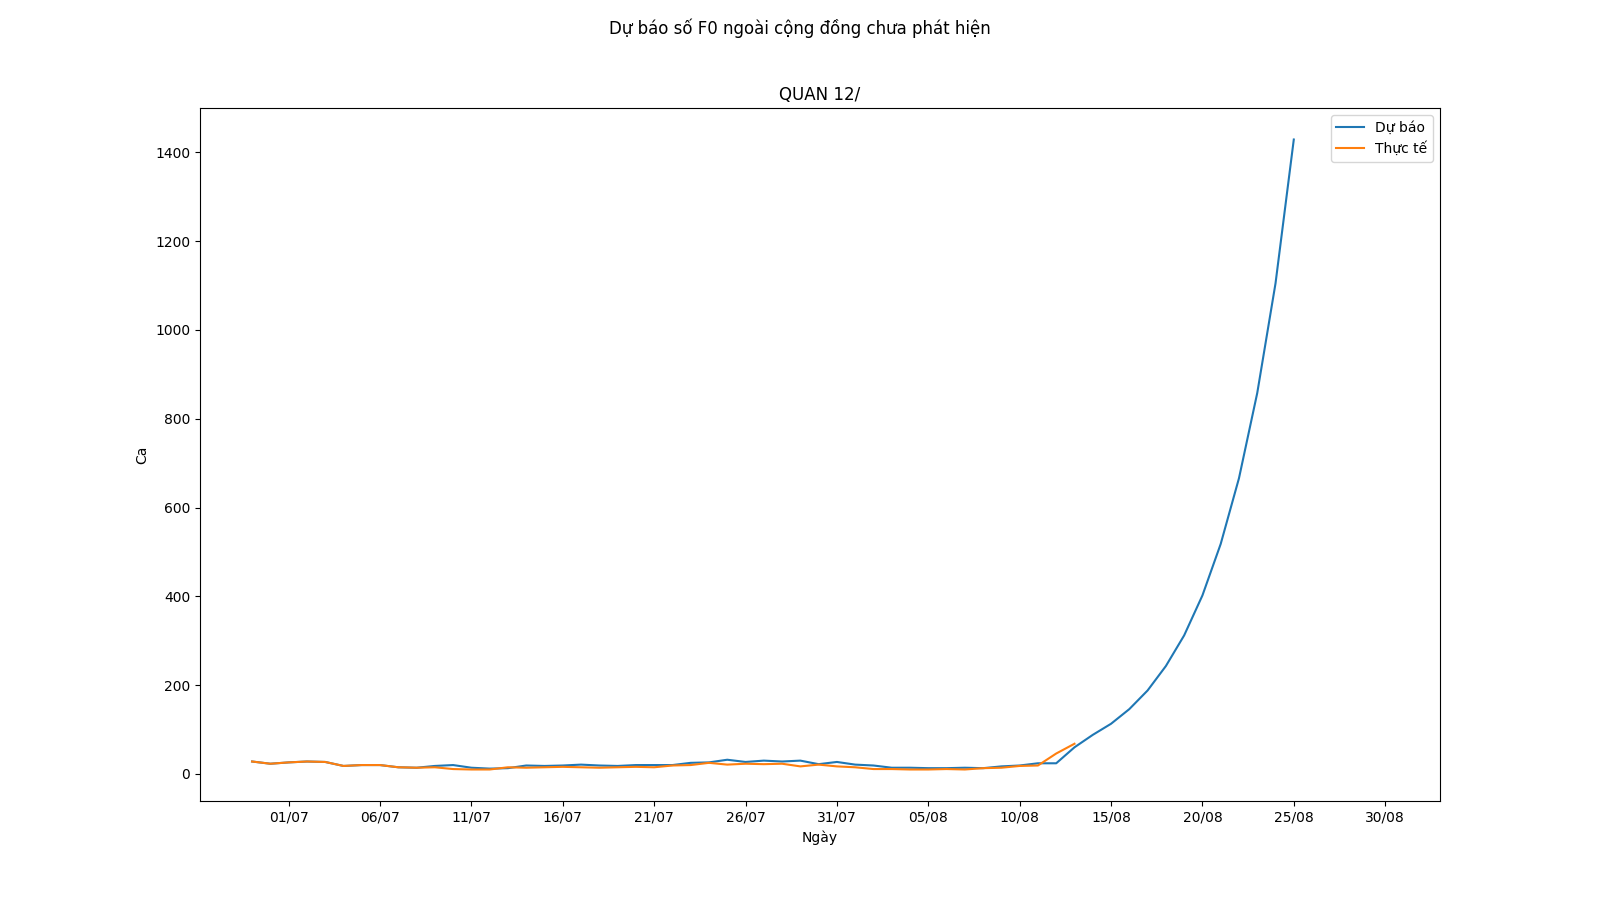 Dự báo số F0 ngoài cộng đồng chưa phát hiện
QUAN 12/
Dự báo
Thực tế
Ca
1400
1200
1000
800
600
400
200
0
01/07 06/07 11/07 16/07 21/07 26/07 31/07 05/08 10/08 15/08 20/08 25/08 30/08
Ngày